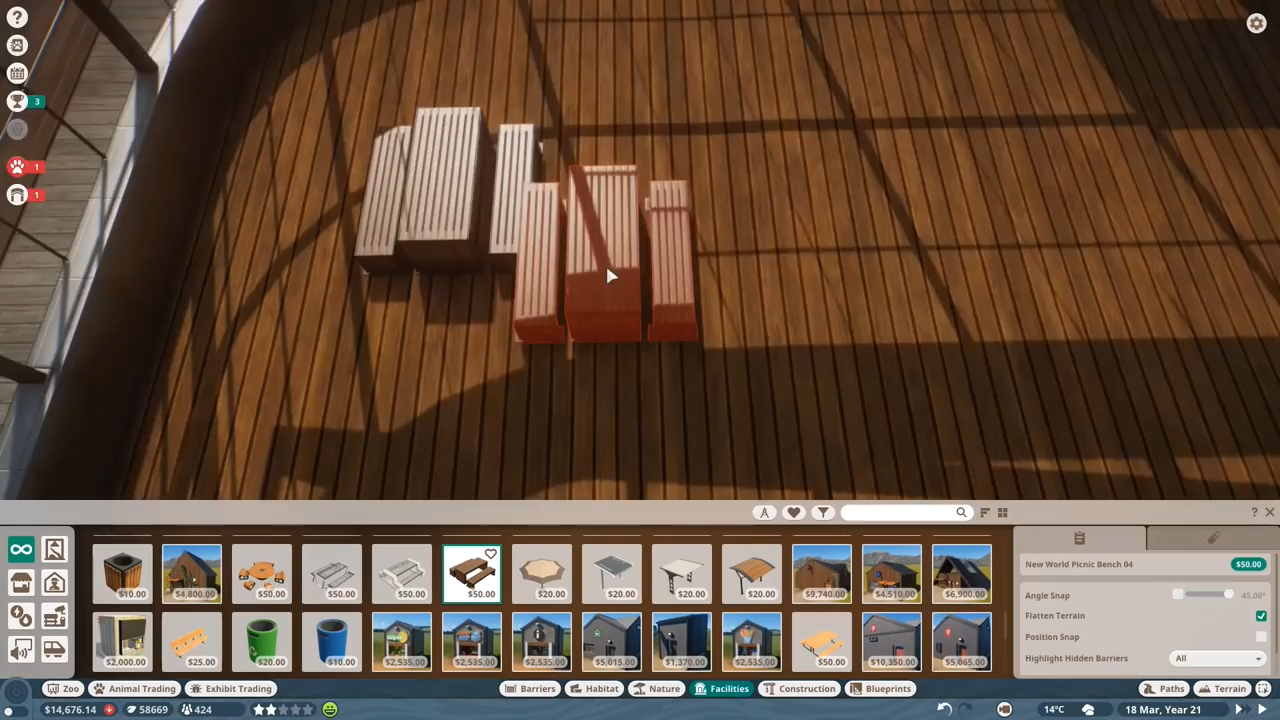 ?
3
1
1
? ×
$10.00 $4,800.00 $50.00 $50.00 $50.00 $50.00 $20.00 $20.00 $20.00 $20.00 $9,740.00 $4,510.00 $6,900.00
$2,000.00 $25.00 $20.00 $10.00 $2,535.00 $2,535.00 $2,535.00 $5,015.00 $1,370.00 $2,535.00 $50.00 $10,350.00 $5,065.00
New World Picnic Bench 04 $50.00
Angle Snap 45.00°
Flatten Terrain
Position Snap
Highlight Hidden Barriers All
Zoo Animal Trading Exhibit Trading Barriers Habitat Nature Facilities Construction Blueprints Paths Terrain
$14,676.14 58669 424 14°C 18 Mar, Year 21